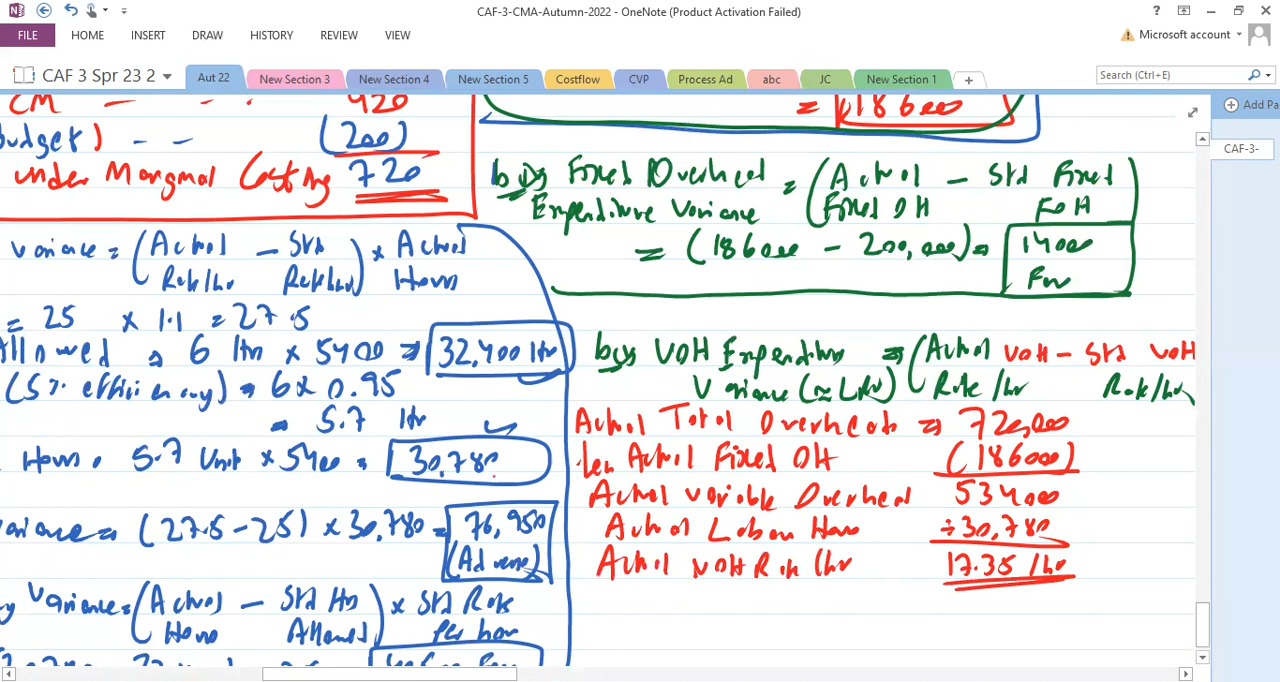 CAF-3-CMA-Autumn-2022 - OneNote (Product Activation Failed)
FILE HOME INSERT DRAW HISTORY REVIEW VIEW
Microsoft account
CAF 3 Spr 23 2
Aut 22 New Section 3 New Section 4 New Section 5 Costflow CVP Process Ad abc JC New Section 1
Search (Ctrl+E)
Add Pa
CAF-3-
CM - - - 420
budget) - - (200)
under Marginal Costing 720
variance = (Actual Rate/hr - Std Rate/hr) × Actual Hours
= 25 × 1.1 = 27.5
Allowed = 6 Hrs × 5400 = 32,400 Hr
(5% efficiency) = 6 × 0.95
= 5.7 Hr
Hours = 5.7 Unit × 5400 = 30,780
variance = (27.5 - 25) × 30,780 = 76,950
(Adverse)
Variance = (Actual Hours - Std Hrs Allowed) × Std Rate per hour
= 186000
Fixed Overhead Expenditure Variance = (Actual Fixed OH - Std Fixed FOH
= (186000 - 200,000) = 14000
Fav
VOH Expenditure Variance (≈ LRV) = (Actual VOH Rate/hr - Std VOH Rate/hr
Actual Total Overheads = 720,000
Less Actual Fixed OH (186000)
Actual variable Overhead 534000
Actual Labour Hours ÷30,780
Actual VOH Rate/hr 17.35 /hr